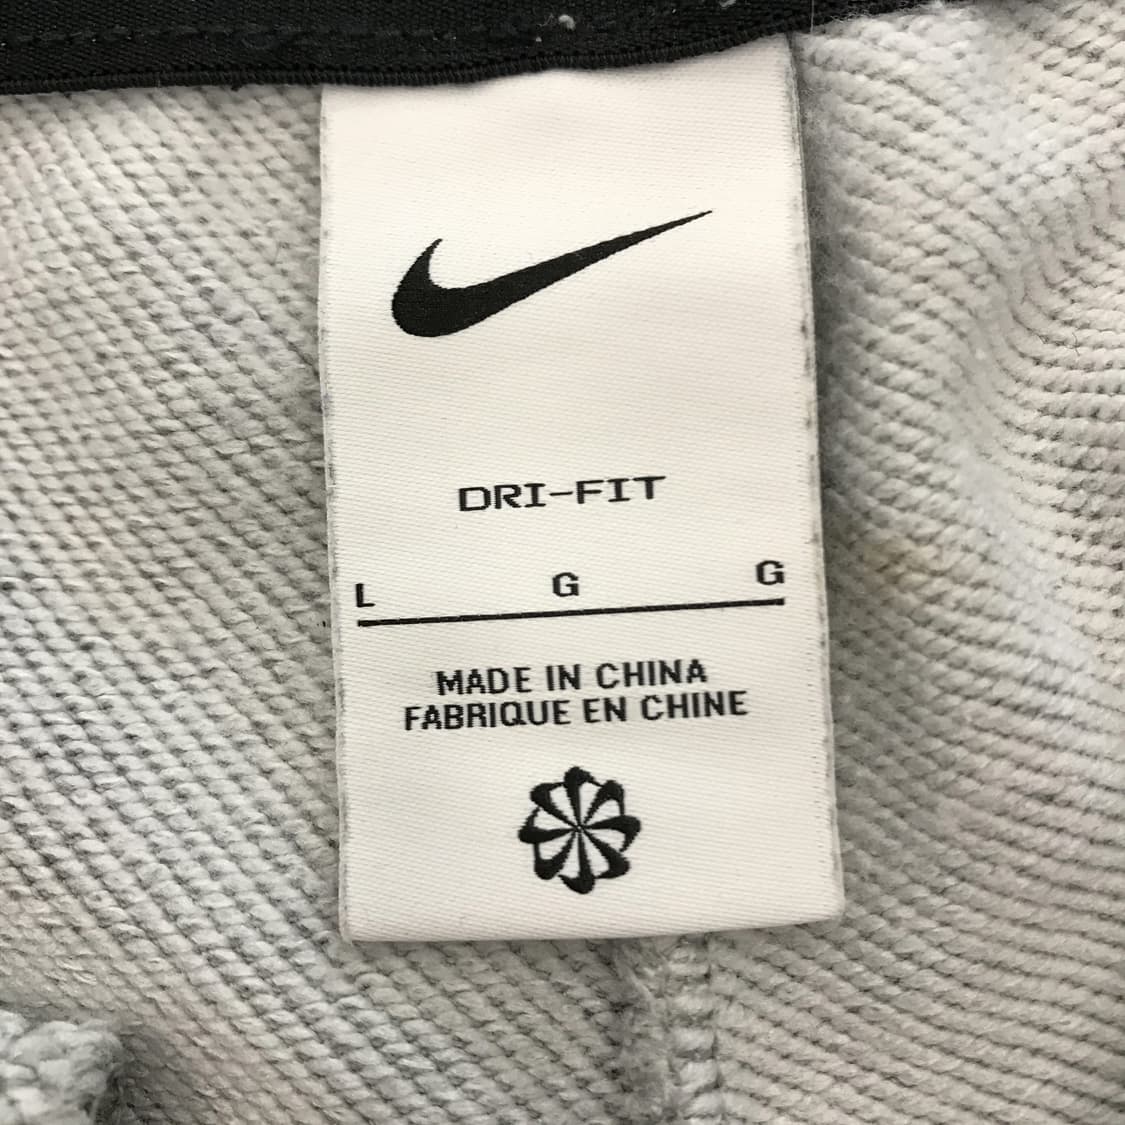 DRI-FIT
L G G
MADE IN CHINA
FABRIQUE EN CHINE